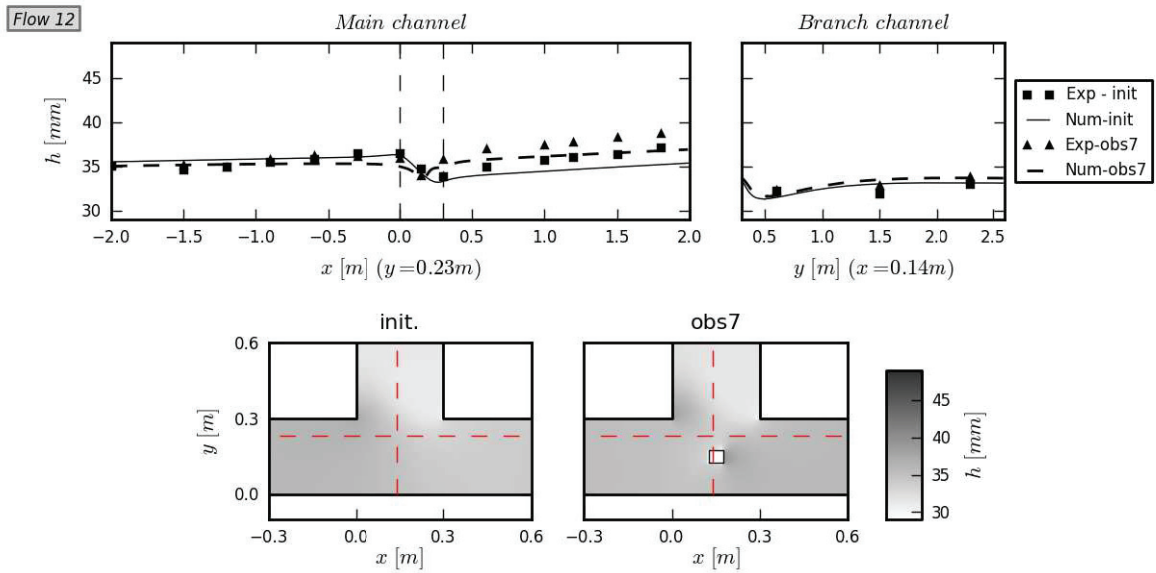 Flow 12
Main channel
Branch channel
45
40
35
30
h [mm]
−2.0 −1.5 −1.0 −0.5 0.0 0.5 1.0 1.5 2.0
x [m] (y=0.23m)
0.5 1.0 1.5 2.0 2.5
y [m] (x=0.14m)
Exp - init
Num-init
Exp-obs7
Num-obs7
init.
obs7
0.6
0.3
0.0
y [m]
−0.3 0.0 0.3 0.6
x [m]
−0.3 0.0 0.3 0.6
x [m]
45
40
35
30
h [mm]